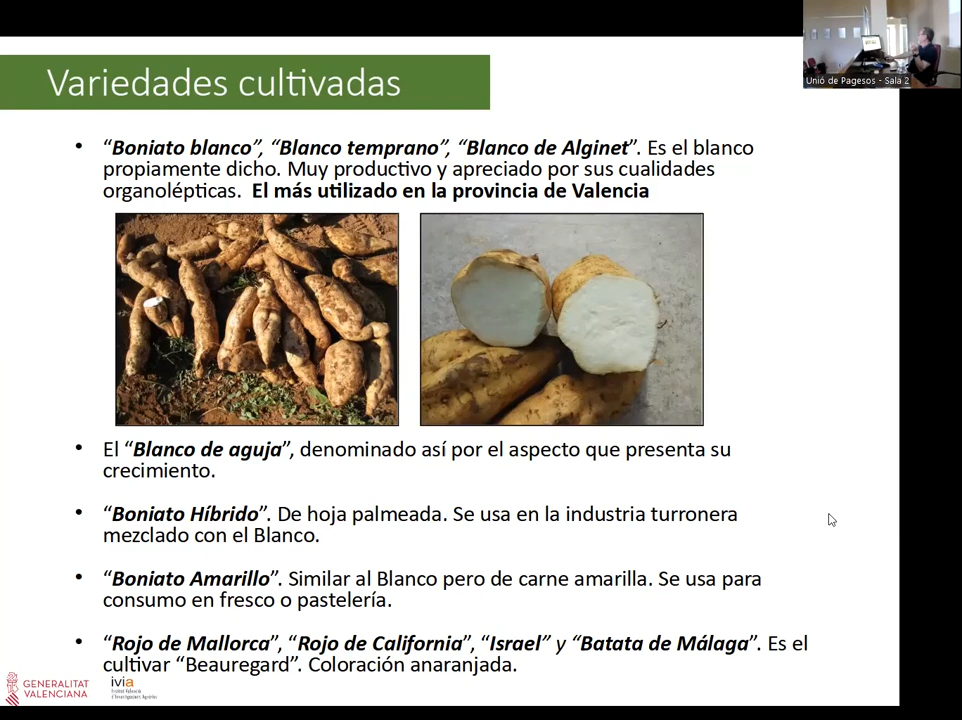 Unió de Pagesos - Sala 2
Variedades cultivadas
• “Boniato blanco”, “Blanco temprano”, “Blanco de Alginet”. Es el blanco
propiamente dicho. Muy productivo y apreciado por sus cualidades
organolépticas. El más utilizado en la provincia de Valencia
• El “Blanco de aguja”, denominado así por el aspecto que presenta su
crecimiento.
• “Boniato Híbrido”. De hoja palmeada. Se usa en la industria turronera
mezclado con el Blanco.
• “Boniato Amarillo”. Similar al Blanco pero de carne amarilla. Se usa para
consumo en fresco o pastelería.
• “Rojo de Mallorca”, “Rojo de California”, “Israel” y “Batata de Málaga”. Es el
cultivar “Beauregard”. Coloración anaranjada.
GENERALITAT
VALENCIANA
ivia
Institut Valencià
d'Investigacions Agràries